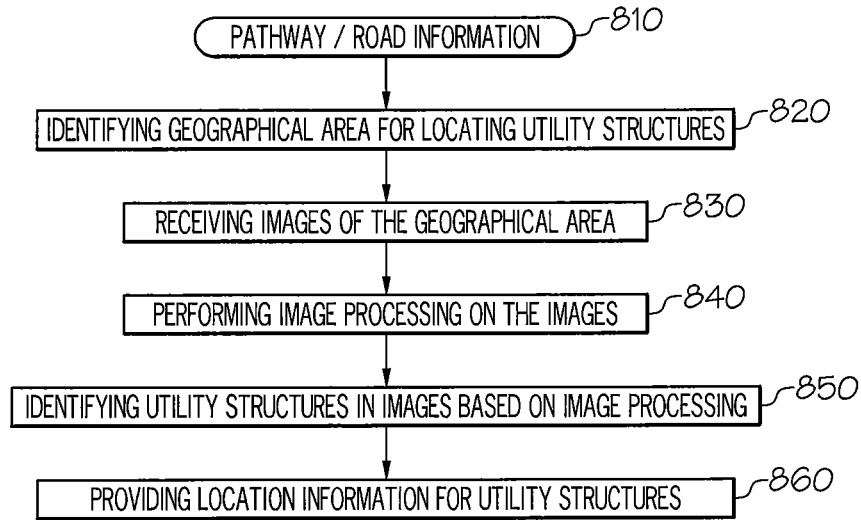 PATHWAY / ROAD INFORMATION 810
IDENTIFYING GEOGRAPHICAL AREA FOR LOCATING UTILITY STRUCTURES 820
RECEIVING IMAGES OF THE GEOGRAPHICAL AREA 830
PERFORMING IMAGE PROCESSING ON THE IMAGES 840
IDENTIFYING UTILITY STRUCTURES IN IMAGES BASED ON IMAGE PROCESSING 850
PROVIDING LOCATION INFORMATION FOR UTILITY STRUCTURES 860